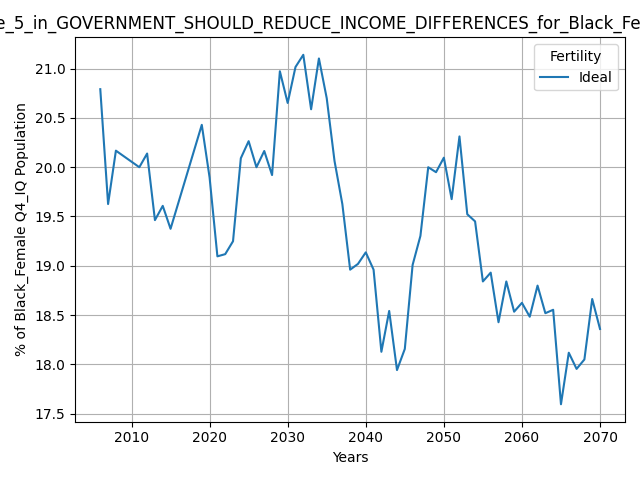 e_5_in_GOVERNMENT_SHOULD_REDUCE_INCOME_DIFFERENCES_for_Black_Fe
Fertility
Ideal
% of Black_Female Q4_IQ Population
21.0
20.5
20.0
19.5
19.0
18.5
18.0
17.5
2010 2020 2030 2040 2050 2060 2070
Years